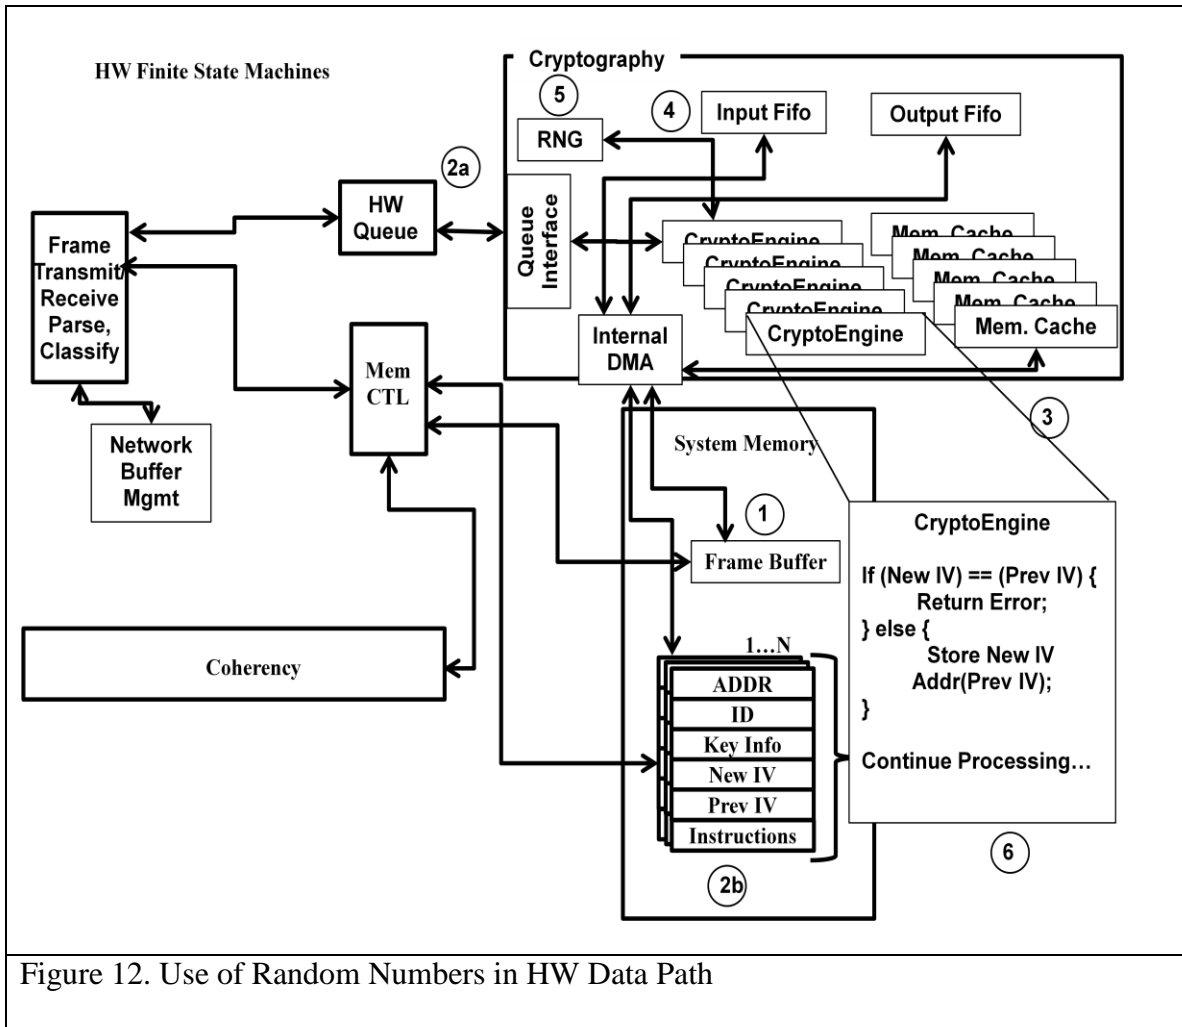 HW Finite State Machines
Cryptography
5
4
Input Fifo
Output Fifo
RNG
2a
HW
Queue
Queue
Interface
Frame
Transmit/
Receive
Parse,
Classify
CryptoEngine
CryptoEngine
CryptoEngine
CryptoEngine
CryptoEngine
Mem. Cache
Mem. Cache
Mem. Cache
Mem. Cache
Mem. Cache
Internal
DMA
Mem
CTL
3
Network
Buffer
Mgmt
System Memory
1
Frame Buffer
CryptoEngine
If (New IV) == (Prev IV) {
Return Error;
} else {
Store New IV
Addr(Prev IV);
}
Continue Processing…
Coherency
1…N
ADDR
ID
Key Info
New IV
Prev IV
Instructions
2b
6
Figure 12. Use of Random Numbers in HW Data Path